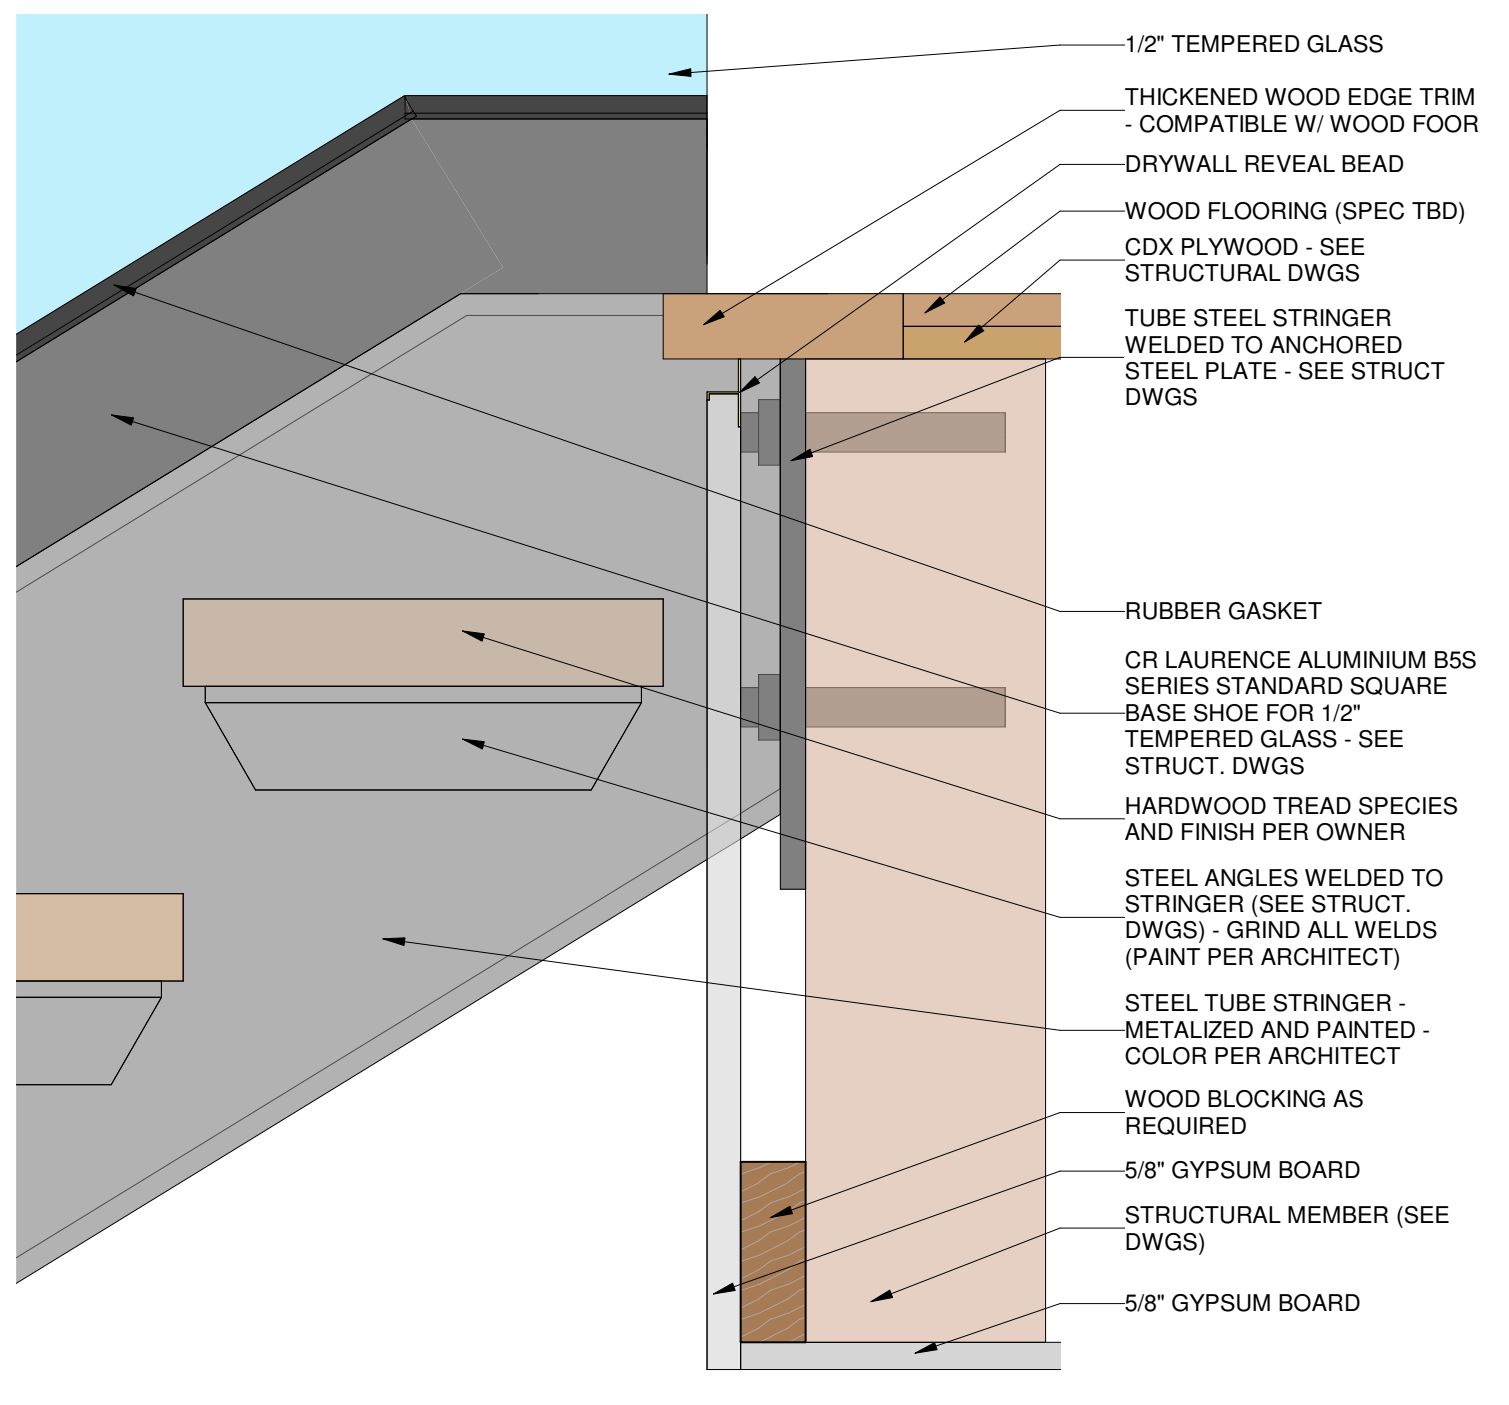 1/2" TEMPERED GLASS
THICKENED WOOD EDGE TRIM
- COMPATIBLE W/ WOOD FOOR
DRYWALL REVEAL BEAD
WOOD FLOORING (SPEC TBD)
CDX PLYWOOD - SEE
STRUCTURAL DWGS
TUBE STEEL STRINGER
WELDED TO ANCHORED
STEEL PLATE - SEE STRUCT
DWGS
RUBBER GASKET
CR LAURENCE ALUMINIUM B5S
SERIES STANDARD SQUARE
BASE SHOE FOR 1/2"
TEMPERED GLASS - SEE
STRUCT. DWGS
HARDWOOD TREAD SPECIES
AND FINISH PER OWNER
STEEL ANGLES WELDED TO
STRINGER (SEE STRUCT.
DWGS) - GRIND ALL WELDS
(PAINT PER ARCHITECT)
STEEL TUBE STRINGER -
METALIZED AND PAINTED -
COLOR PER ARCHITECT
WOOD BLOCKING AS
REQUIRED
5/8" GYPSUM BOARD
STRUCTURAL MEMBER (SEE
DWGS)
5/8" GYPSUM BOARD